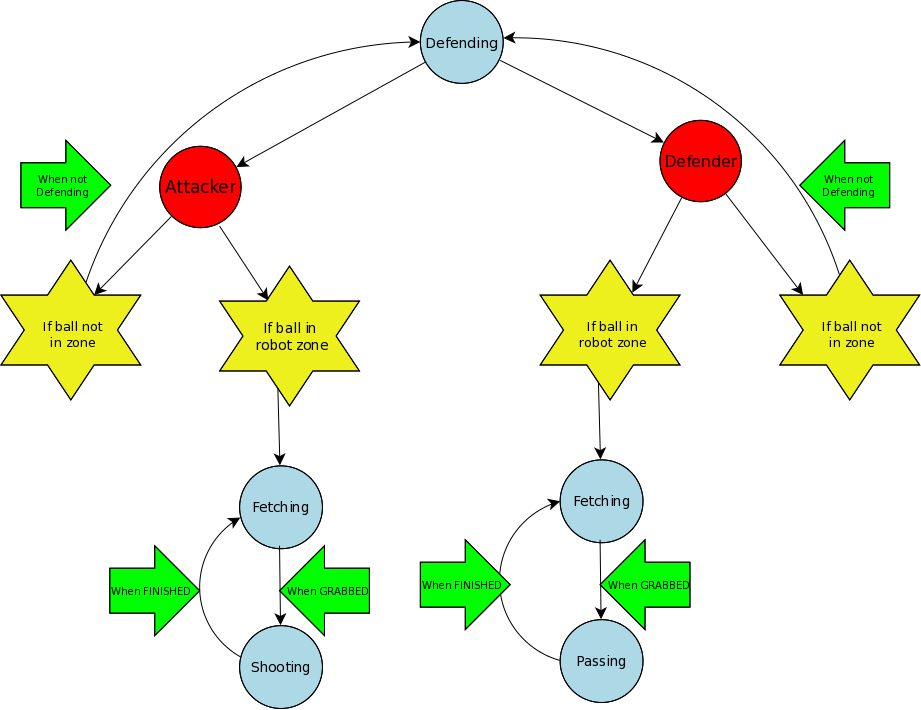 Defending
Attacker
Defender
When not
Defending
When not
Defending
If ball not
in zone
If ball in
robot zone
If ball in
robot zone
If ball not
in zone
Fetching
Fetching
When FINISHED
When GRABBED
When FINISHED
When GRABBED
Shooting
Passing